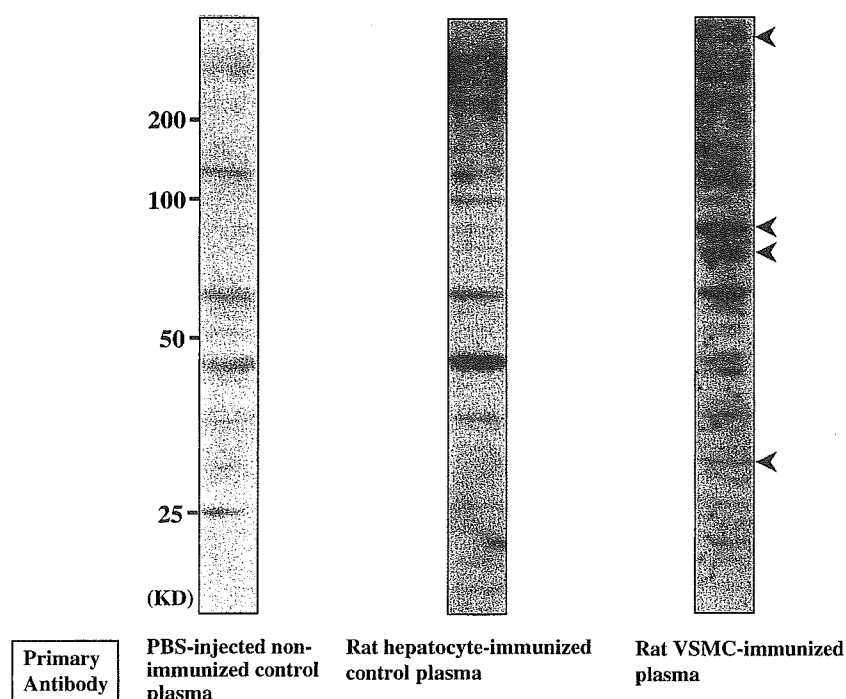 200
100
50
25
(KD)
Primary
Antibody
PBS-injected non-
immunized control
plasma
Rat hepatocyte-immunized
control plasma
Rat VSMC-immunized
plasma